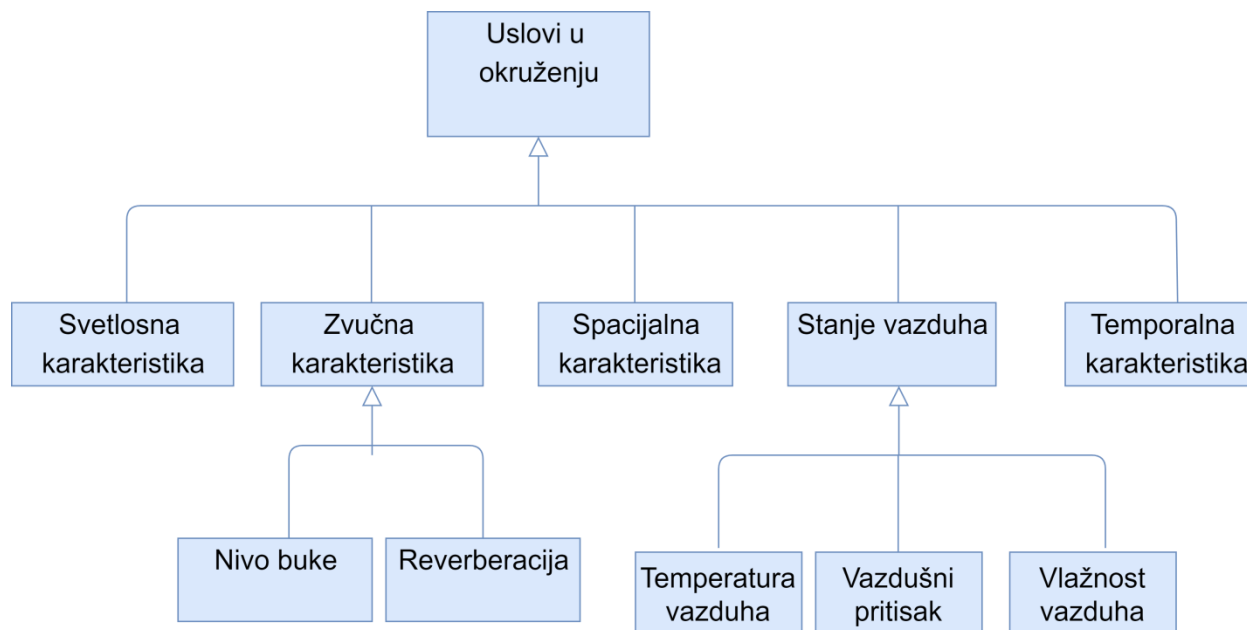 Uslovi u
okruženju
Svetlosna
karakteristika
Zvučna
karakteristika
Spacijalna
karakteristika
Stanje vazduha
Temporalna
karakteristika
Nivo buke
Reverberacija
Temperatura
vazduha
Vazdušni
pritisak
Vlažnost
vazduha